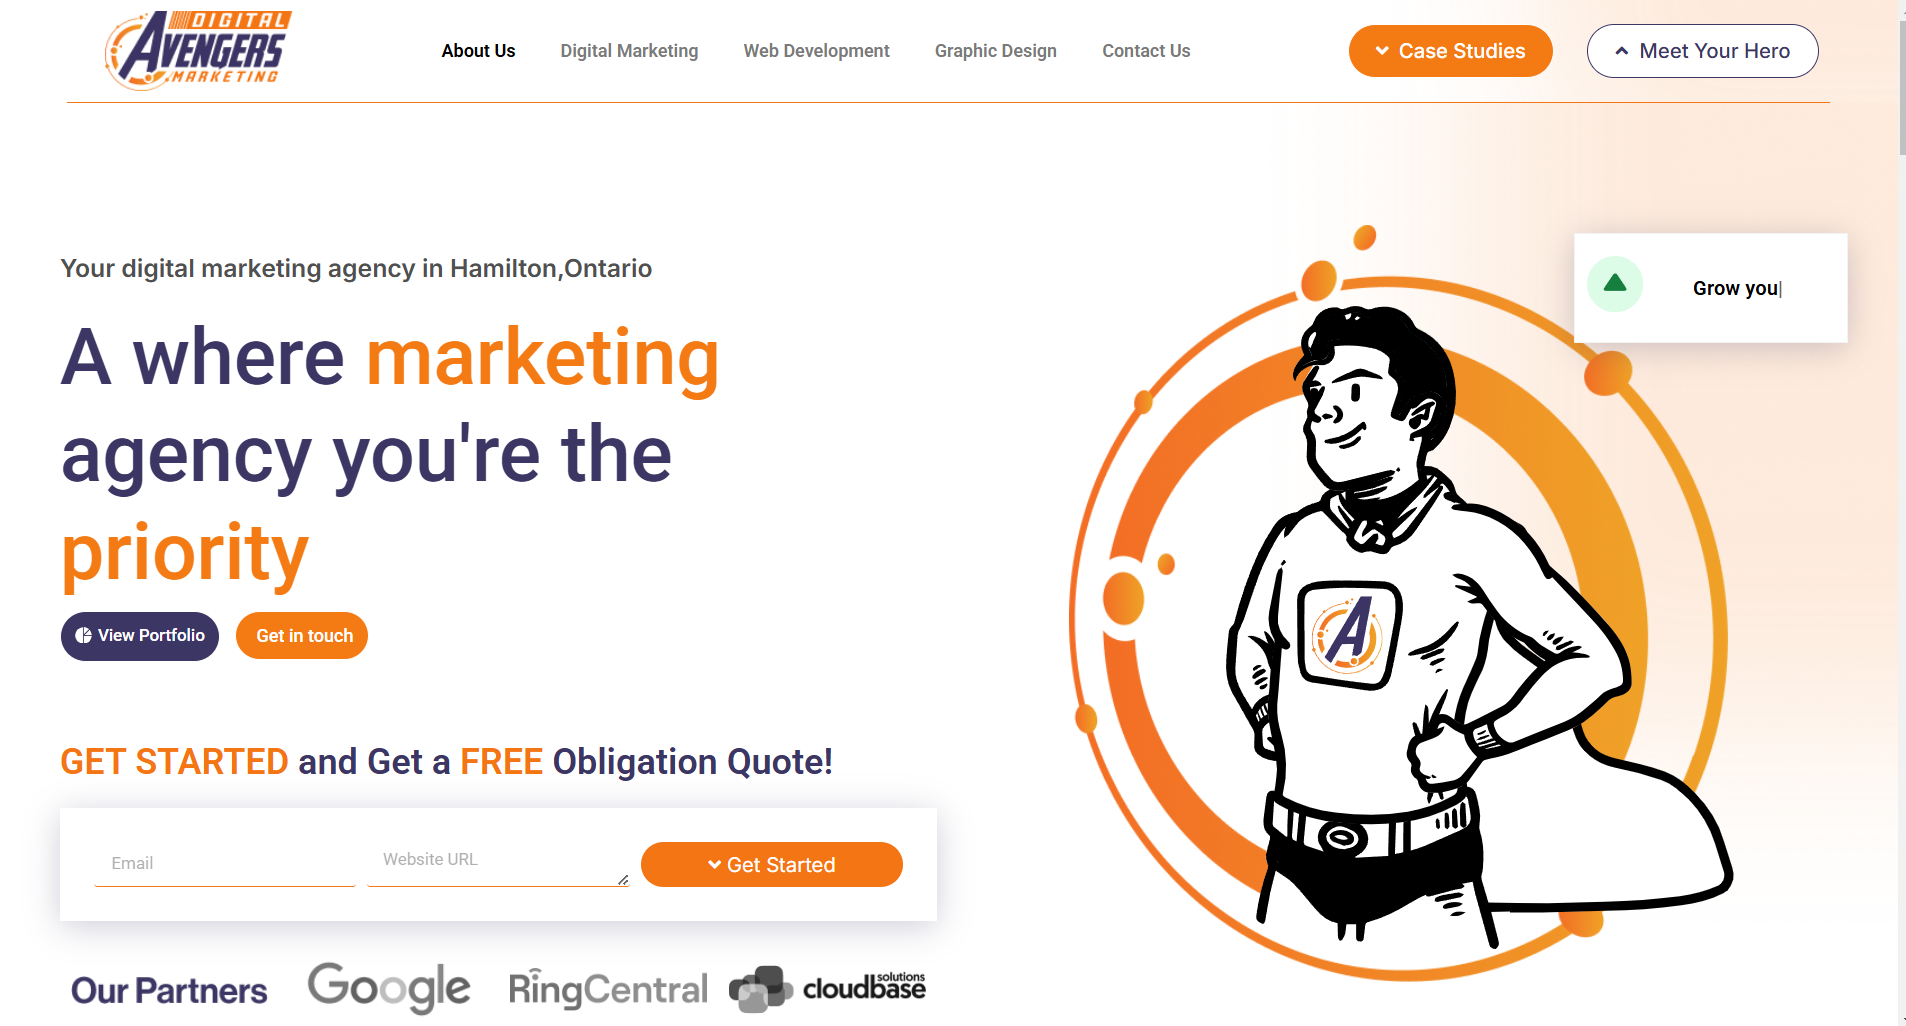 DIGITAL
AVENGERS
MARKETING
About Us
Digital Marketing
Web Development
Graphic Design
Contact Us
Case Studies
Meet Your Hero
Your digital marketing agency in Hamilton,Ontario
Grow you|
A where marketing
agency you're the
priority
View Portfolio
Get in touch
A
GET STARTED and Get a FREE Obligation Quote!
Email
Website URL
Get Started
Our Partners
Google
RingCentral
cloudbase
solutions